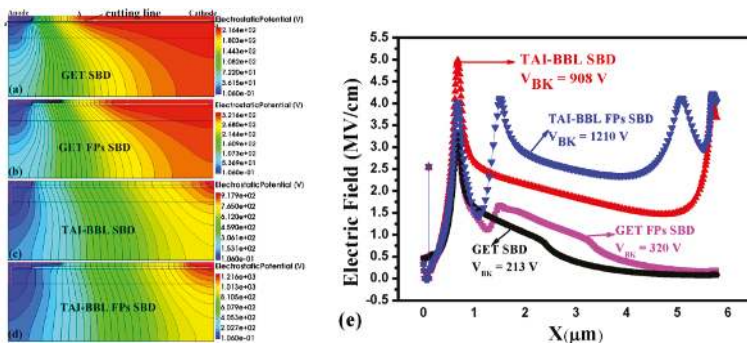 Anode A cutting line Cathode
ElectrostaticPotential (V)
2.164e+02
1.803e+02
1.443e+02
1.082e+02
7.220e+01
3.615e+01
1.060e-01
GET SBD
(a)
ElectrostaticPotential (V)
3.216e+02
2.680e+02
2.144e+02
1.609e+02
1.073e+02
5.369e+01
1.060e-01
GET FPs SBD
(b)
ElectrostaticPotential (V)
9.179e+02
7.650e+02
6.120e+02
4.590e+02
3.061e+02
1.531e+02
1.060e-01
TAI-BBL SBD
(c)
ElectrostaticPotential (V)
1.216e+03
1.013e+03
8.105e+02
6.079e+02
4.053e+02
2.027e+02
1.060e-01
TAI-BBL FPs SBD
(d)
Electric Field (MV/cm)
5.5
5.0
4.5
4.0
3.5
3.0
2.5
2.0
1.5
1.0
0.5
0.0
-0.5
TAI-BBL SBD
VBK = 908 V
TAI-BBL FPs SBD
VBK = 1210 V
GET FPs SBD
VBK = 320 V
GET SBD
VBK = 213 V
0 1 2 3 4 5 6
(e)
X(μm)